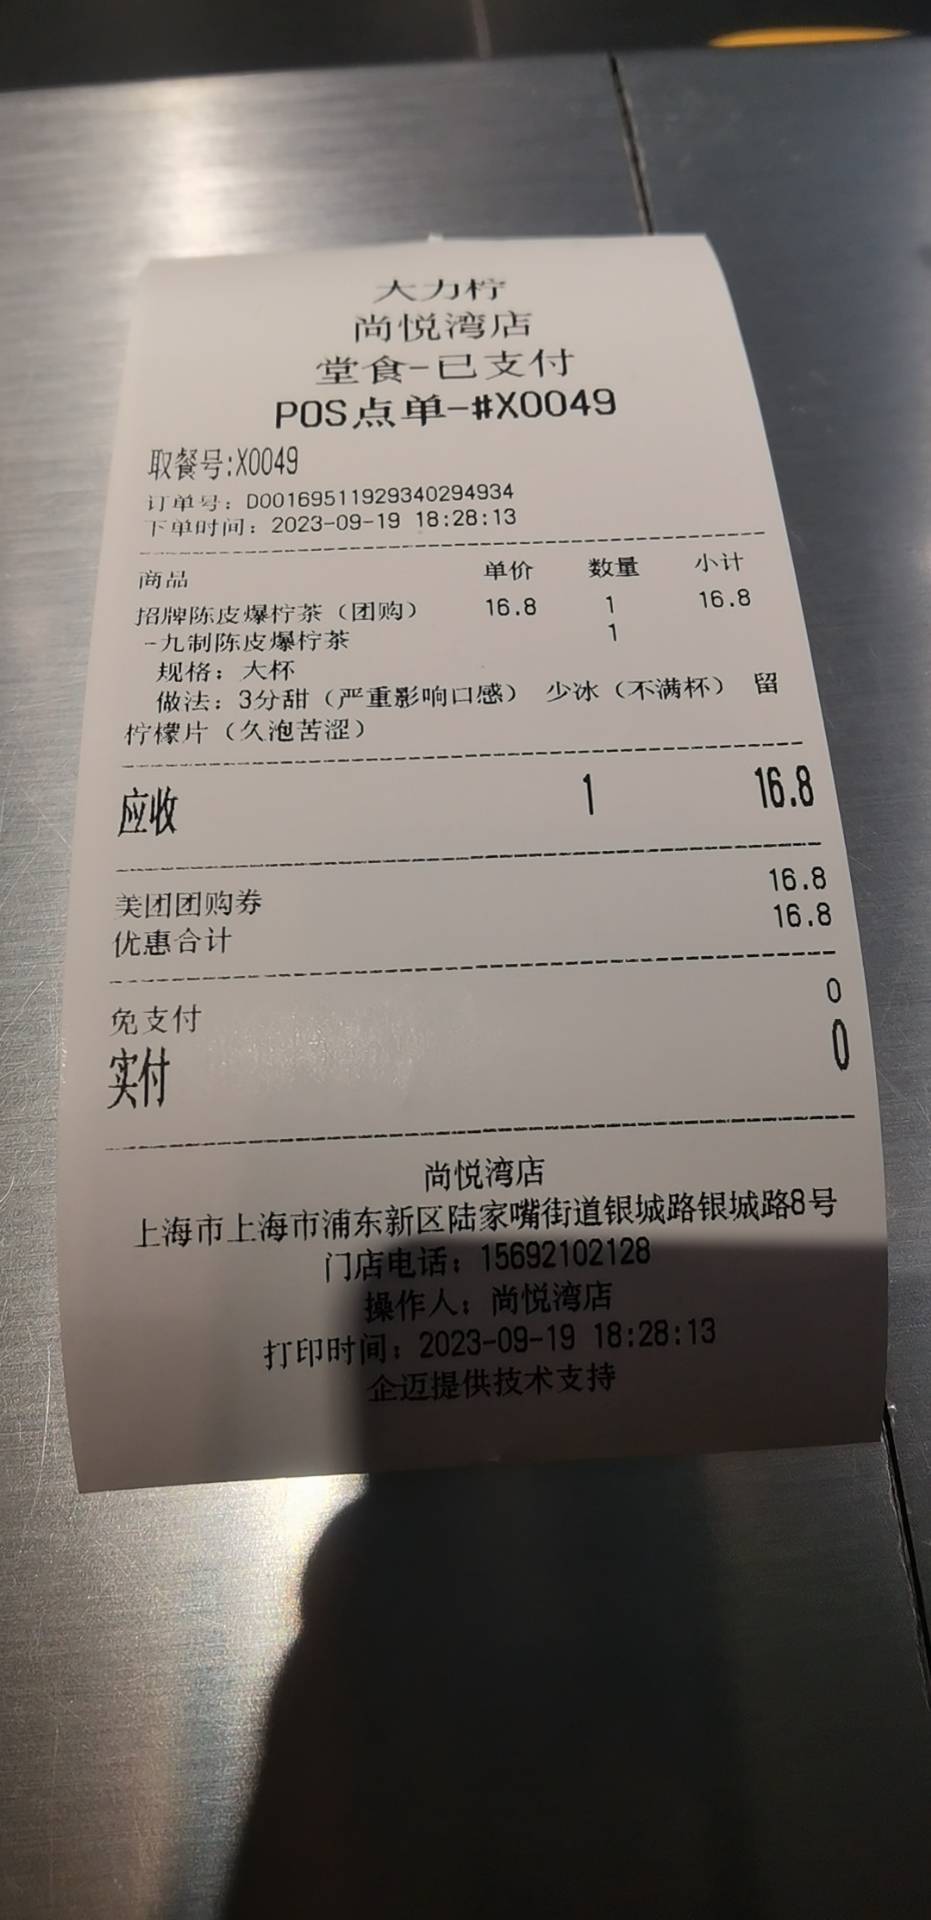 大力柠
尚悦湾店
堂食-已支付
POS点单-#X0049
取餐号:X0049
订单号: D00169511929340294934
下单时间: 2023-09-19 18:28:13
商品 单价 数量 小计
招牌陈皮爆柠茶（团购） 16.8 1 16.8
-九制陈皮爆柠茶 1
规格: 大杯
做法: 3分甜（严重影响口感） 少冰（不满杯） 留
柠檬片（久泡苦涩）
应收 1 16.8
美团团购券 16.8
优惠合计 16.8
免支付 0
实付 0
尚悦湾店
上海市上海市浦东新区陆家嘴街道银城路银城路8号
门店电话: 15692102128
操作人: 尚悦湾店
打印时间: 2023-09-19 18:28:13
企迈提供技术支持